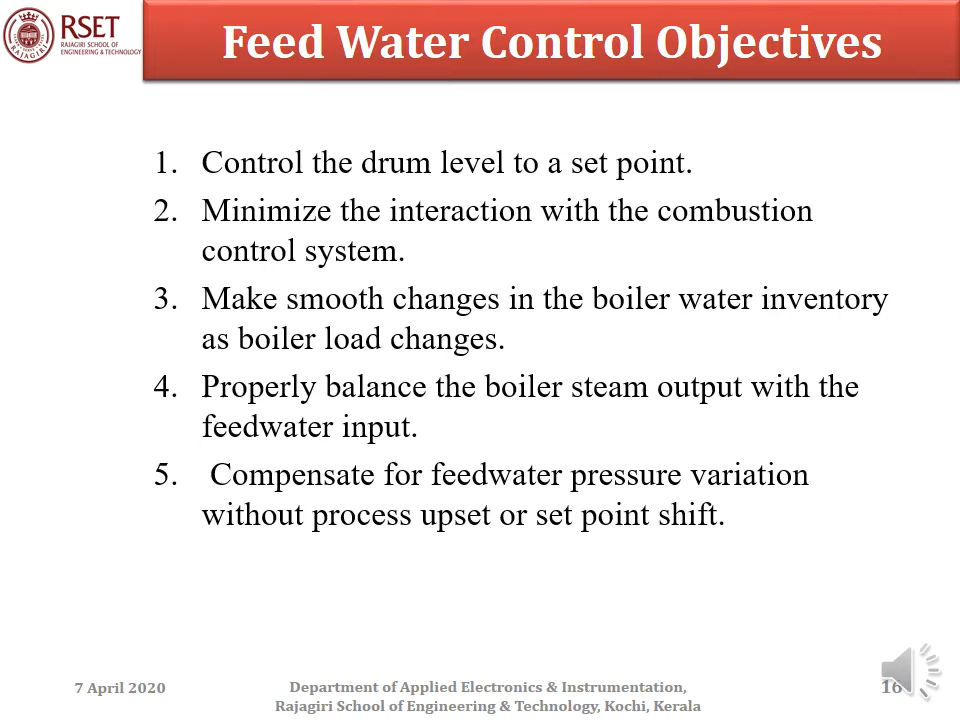 RSET
RAJAGIRI SCHOOL OF
ENGINEERING & TECHNOLOGY
RAJAGIRI
Feed Water Control Objectives
1. Control the drum level to a set point.
2. Minimize the interaction with the combustion
control system.
3. Make smooth changes in the boiler water inventory
as boiler load changes.
4. Properly balance the boiler steam output with the
feedwater input.
5. Compensate for feedwater pressure variation
without process upset or set point shift.
7 April 2020
Department of Applied Electronics & Instrumentation,
Rajagiri School of Engineering & Technology, Kochi, Kerala
16